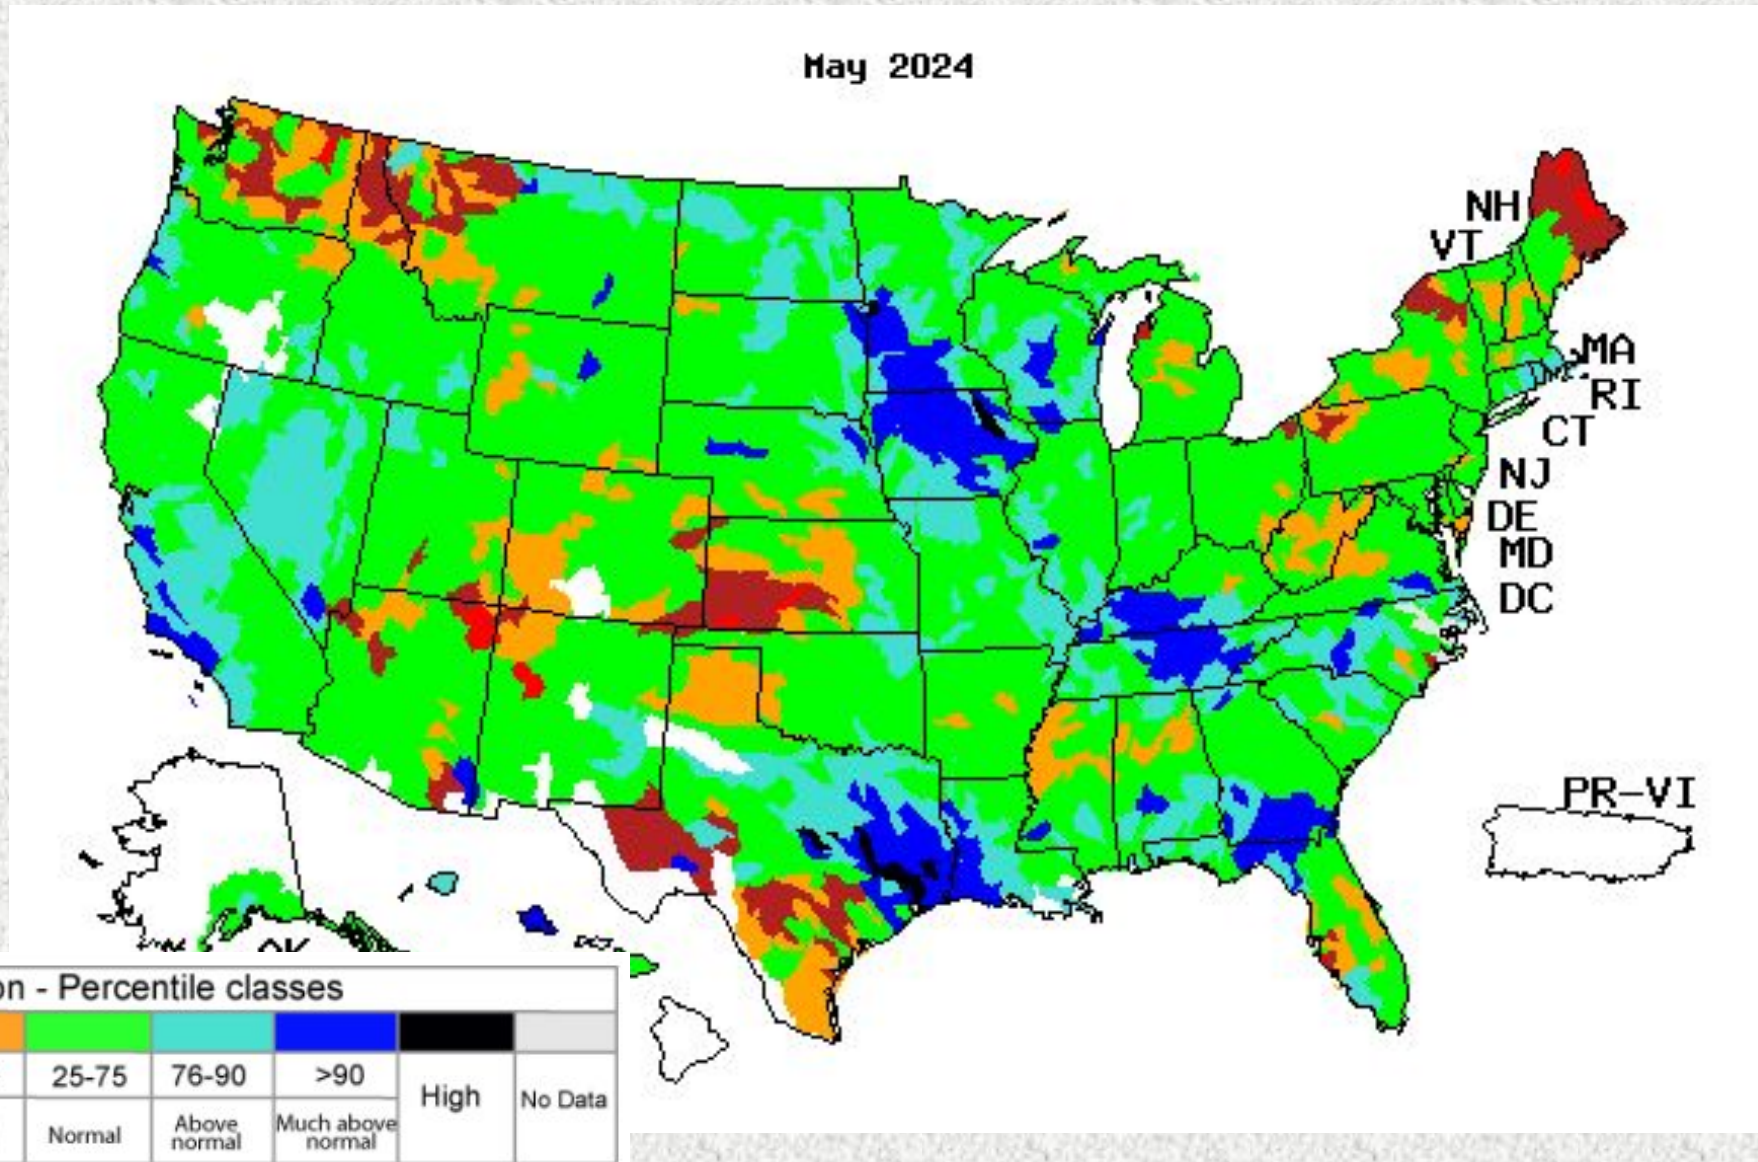 May 2024
NH
VT
MA
RI
CT
NJ
DE
MD
DC
PR-VI
on - Percentile classes
25-75 76-90 >90 High No Data
Normal Above normal Much above normal